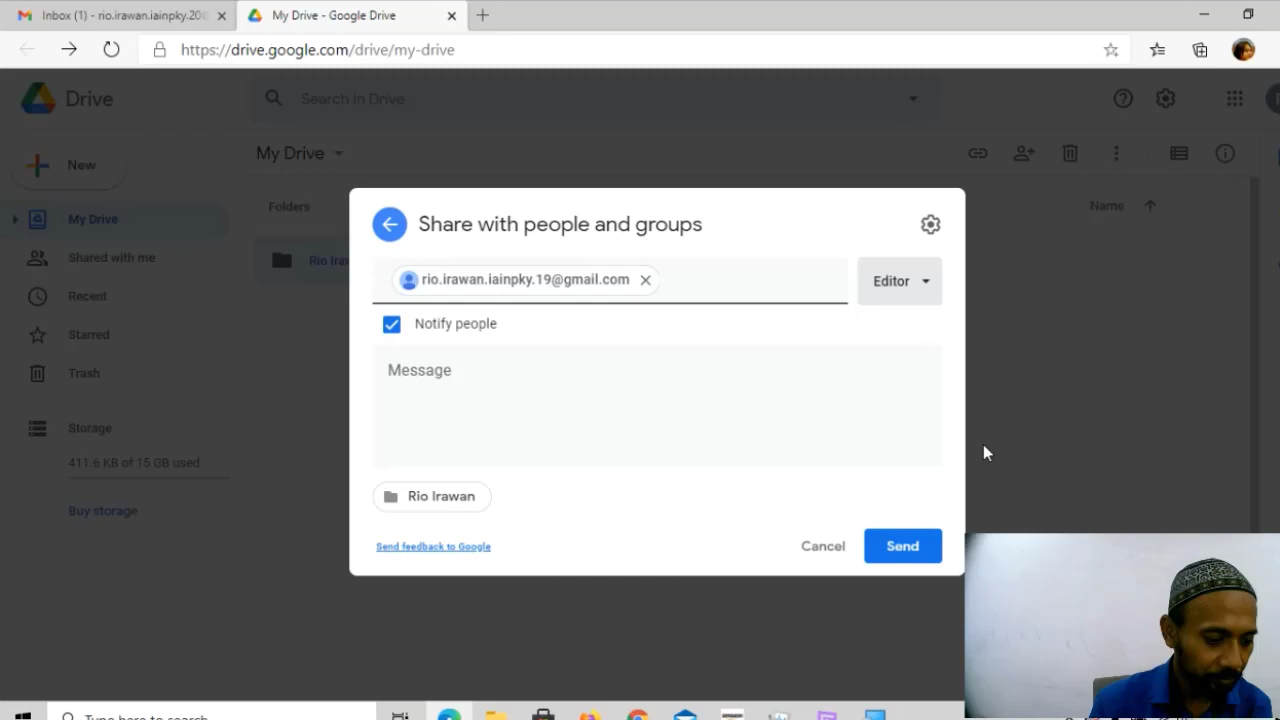 Inbox (1) - rio.irawan.iainpky.20
My Drive - Google Drive
https://drive.google.com/drive/my-drive
Drive
Search in Drive
New
My Drive
My Drive
Shared with me
Recent
Starred
Trash
Storage
411.6 KB of 15 GB used
Buy storage
Folders
Name
Rio Iraw
Share with people and groups
rio.irawan.iainpky.19@gmail.com
Editor
Notify people
Message
Rio Irawan
Send feedback to Google
Cancel
Send
Type here to search